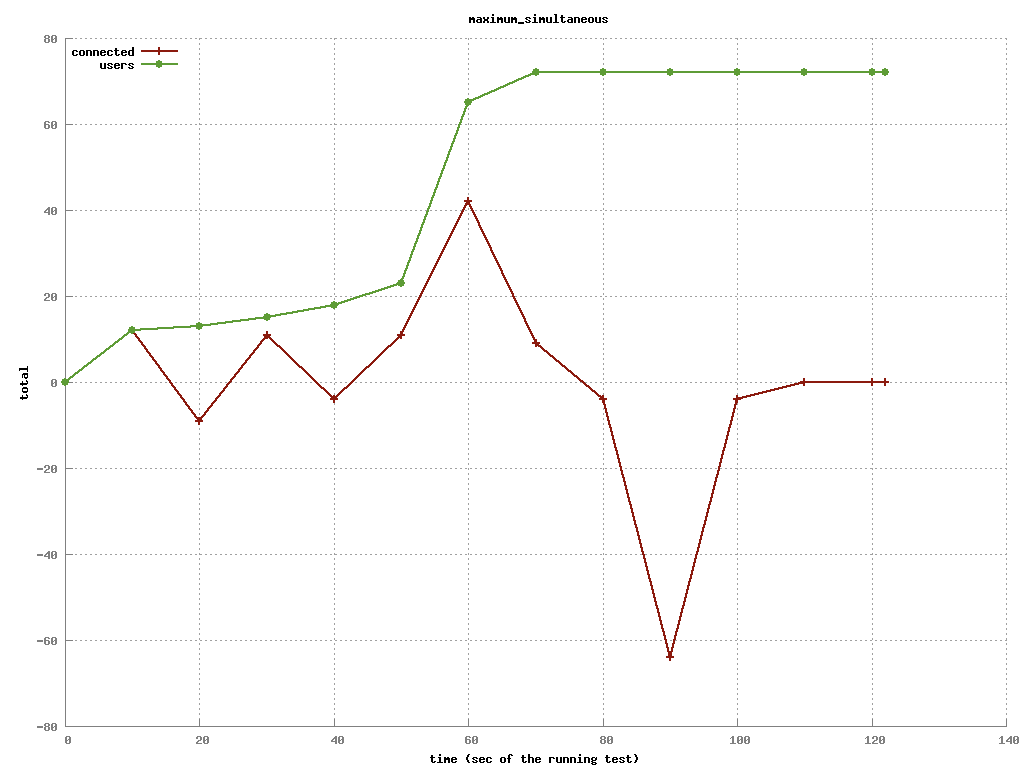 maximum_simultaneous
connected
users
80
60
40
20
0
-20
-40
-60
-80
total
0 20 40 60 80 100 120 140
time (sec of the running test)